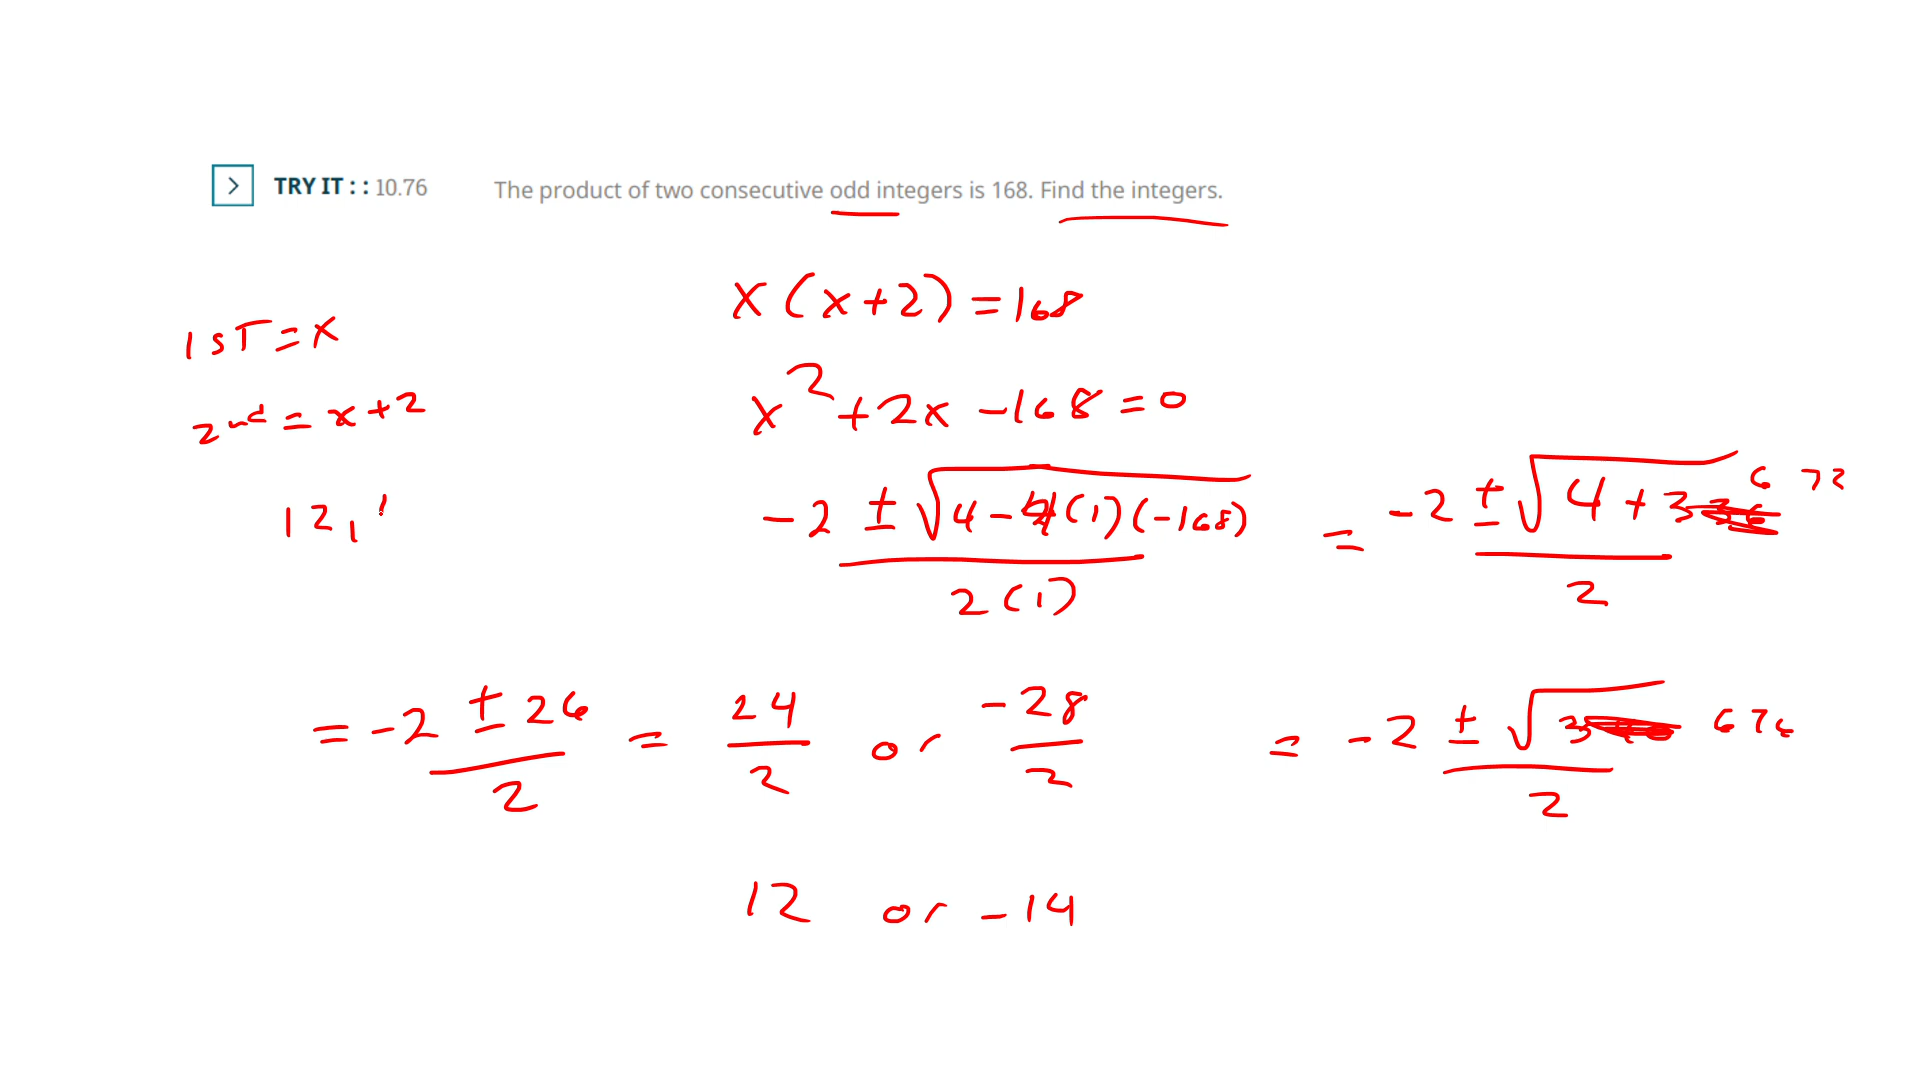 > TRY IT : : 10.76 The product of two consecutive odd integers is 168. Find the integers.
x(x+2)=168
1sT=x
x²+2x-168=0
2nd=x+2
12,1
-2±√4-4(1)(-168) / 2(1) = -2±√4+ 672 / 2
= -2±26 / 2 = 24/2 or -28/2
= -2±√ 676 / 2
12 or -14